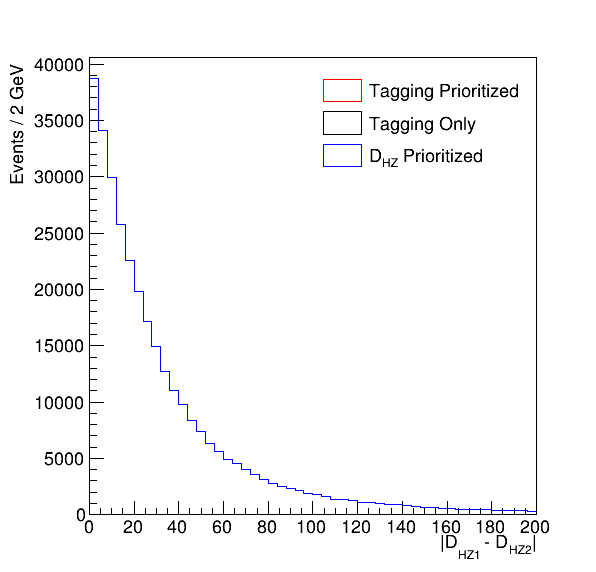 Events / 2 GeV
40000
35000
30000
25000
20000
15000
10000
5000
0
Tagging Prioritized
Tagging Only
D_HZ Prioritized
0 20 40 60 80 100 120 140 160 180 200
|D_HZ1 - D_HZ2|